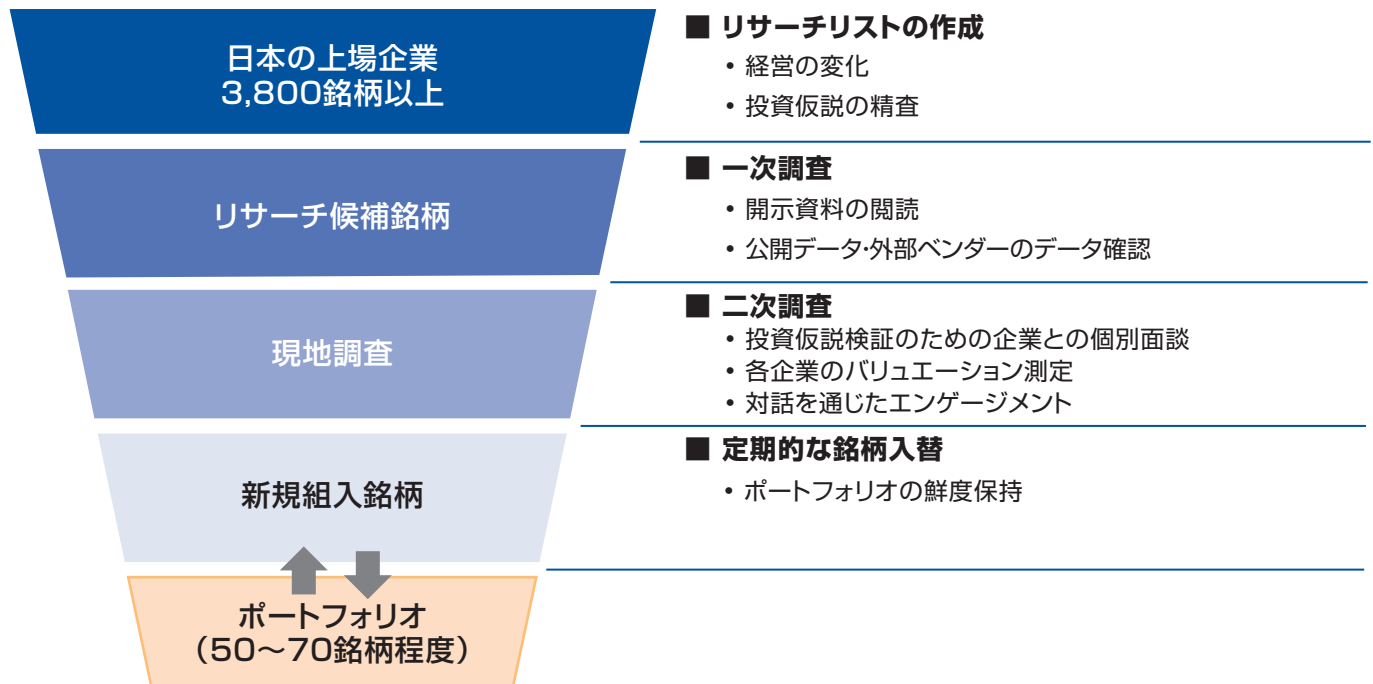 日本の上場企業
3,800銘柄以上
■ リサーチリストの作成
• 経営の変化
• 投資仮説の精査
リサーチ候補銘柄
■ 一次調査
• 開示資料の閲読
• 公開データ・外部ベンダーのデータ確認
現地調査
■ 二次調査
• 投資仮説検証のための企業との個別面談
• 各企業のバリュエーション測定
• 対話を通じたエンゲージメント
新規組入銘柄
■ 定期的な銘柄入替
• ポートフォリオの鮮度保持
ポートフォリオ
（50～70銘柄程度）